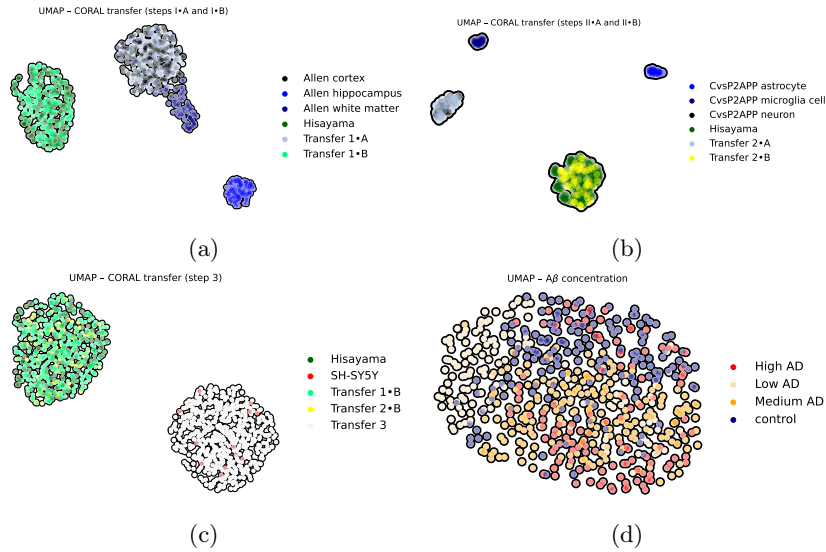 UMAP – CORAL transfer (steps I•A and I•B)
Allen cortex
Allen hippocampus
Allen white matter
Hisayama
Transfer 1•A
Transfer 1•B
(a)
UMAP – CORAL transfer (steps II•A and II•B)
CvsP2APP astrocyte
CvsP2APP microglia cell
CvsP2APP neuron
Hisayama
Transfer 2•A
Transfer 2•B
(b)
UMAP – CORAL transfer (step 3)
Hisayama
SH-SY5Y
Transfer 1•B
Transfer 2•B
Transfer 3
(c)
UMAP – Aβ concentration
High AD
Low AD
Medium AD
control
(d)